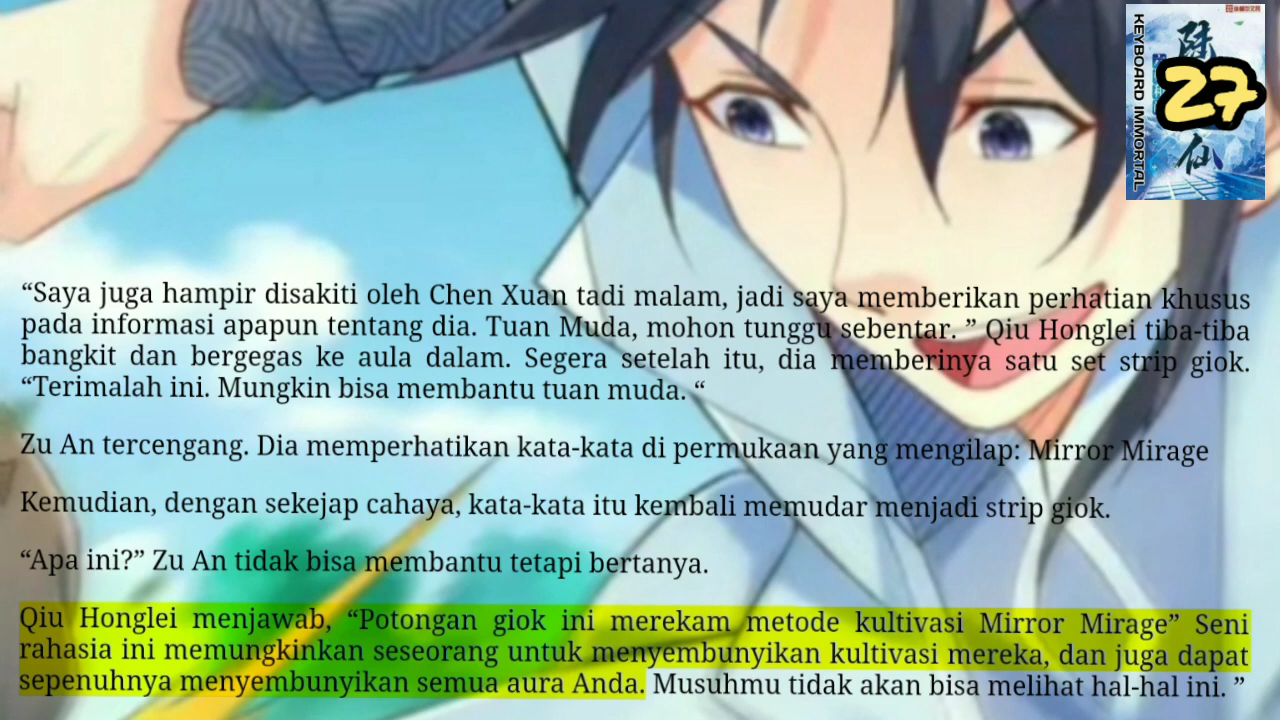 KEYBOARD IMMORTAL
陸
27
仙
“Saya juga hampir disakiti oleh Chen Xuan tadi malam, jadi saya memberikan perhatian khusus
pada informasi apapun tentang dia. Tuan Muda, mohon tunggu sebentar. ” Qiu Honglei tiba-tiba
bangkit dan bergegas ke aula dalam. Segera setelah itu, dia memberinya satu set strip giok.
“Terimalah ini. Mungkin bisa membantu tuan muda. “
Zu An tercengang. Dia memperhatikan kata-kata di permukaan yang mengilap: Mirror Mirage
Kemudian, dengan sekejap cahaya, kata-kata itu kembali memudar menjadi strip giok.
“Apa ini?” Zu An tidak bisa membantu tetapi bertanya.
Qiu Honglei menjawab, “Potongan giok ini merekam metode kultivasi Mirror Mirage” Seni
rahasia ini memungkinkan seseorang untuk menyembunyikan kultivasi mereka, dan juga dapat
sepenuhnya menyembunyikan semua aura Anda. Musuhmu tidak akan bisa melihat hal-hal ini. ”